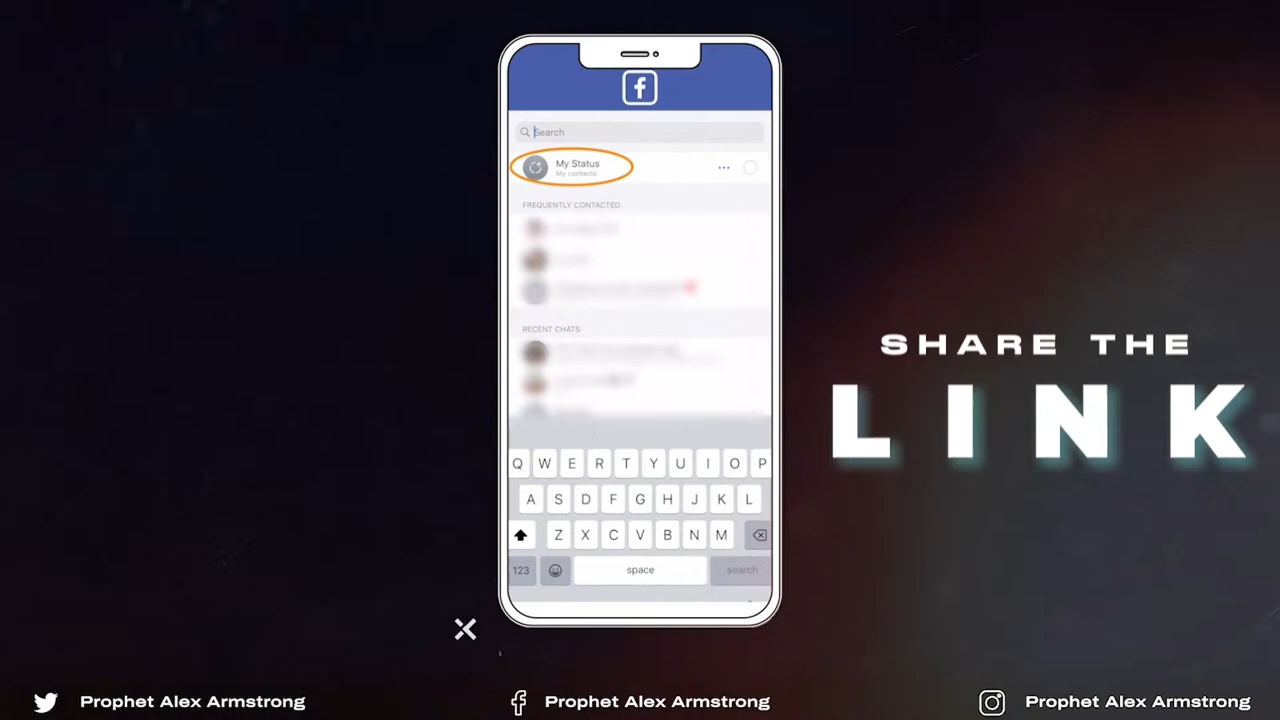 Search
My Status
My contacts
FREQUENTLY CONTACTED
RECENT CHATS
Q W E R T Y U I O P
A S D F G H J K L
Z X C V B N M
123 space search
SHARE THE
LINK
Prophet Alex Armstrong
Prophet Alex Armstrong
Prophet Alex Armstrong